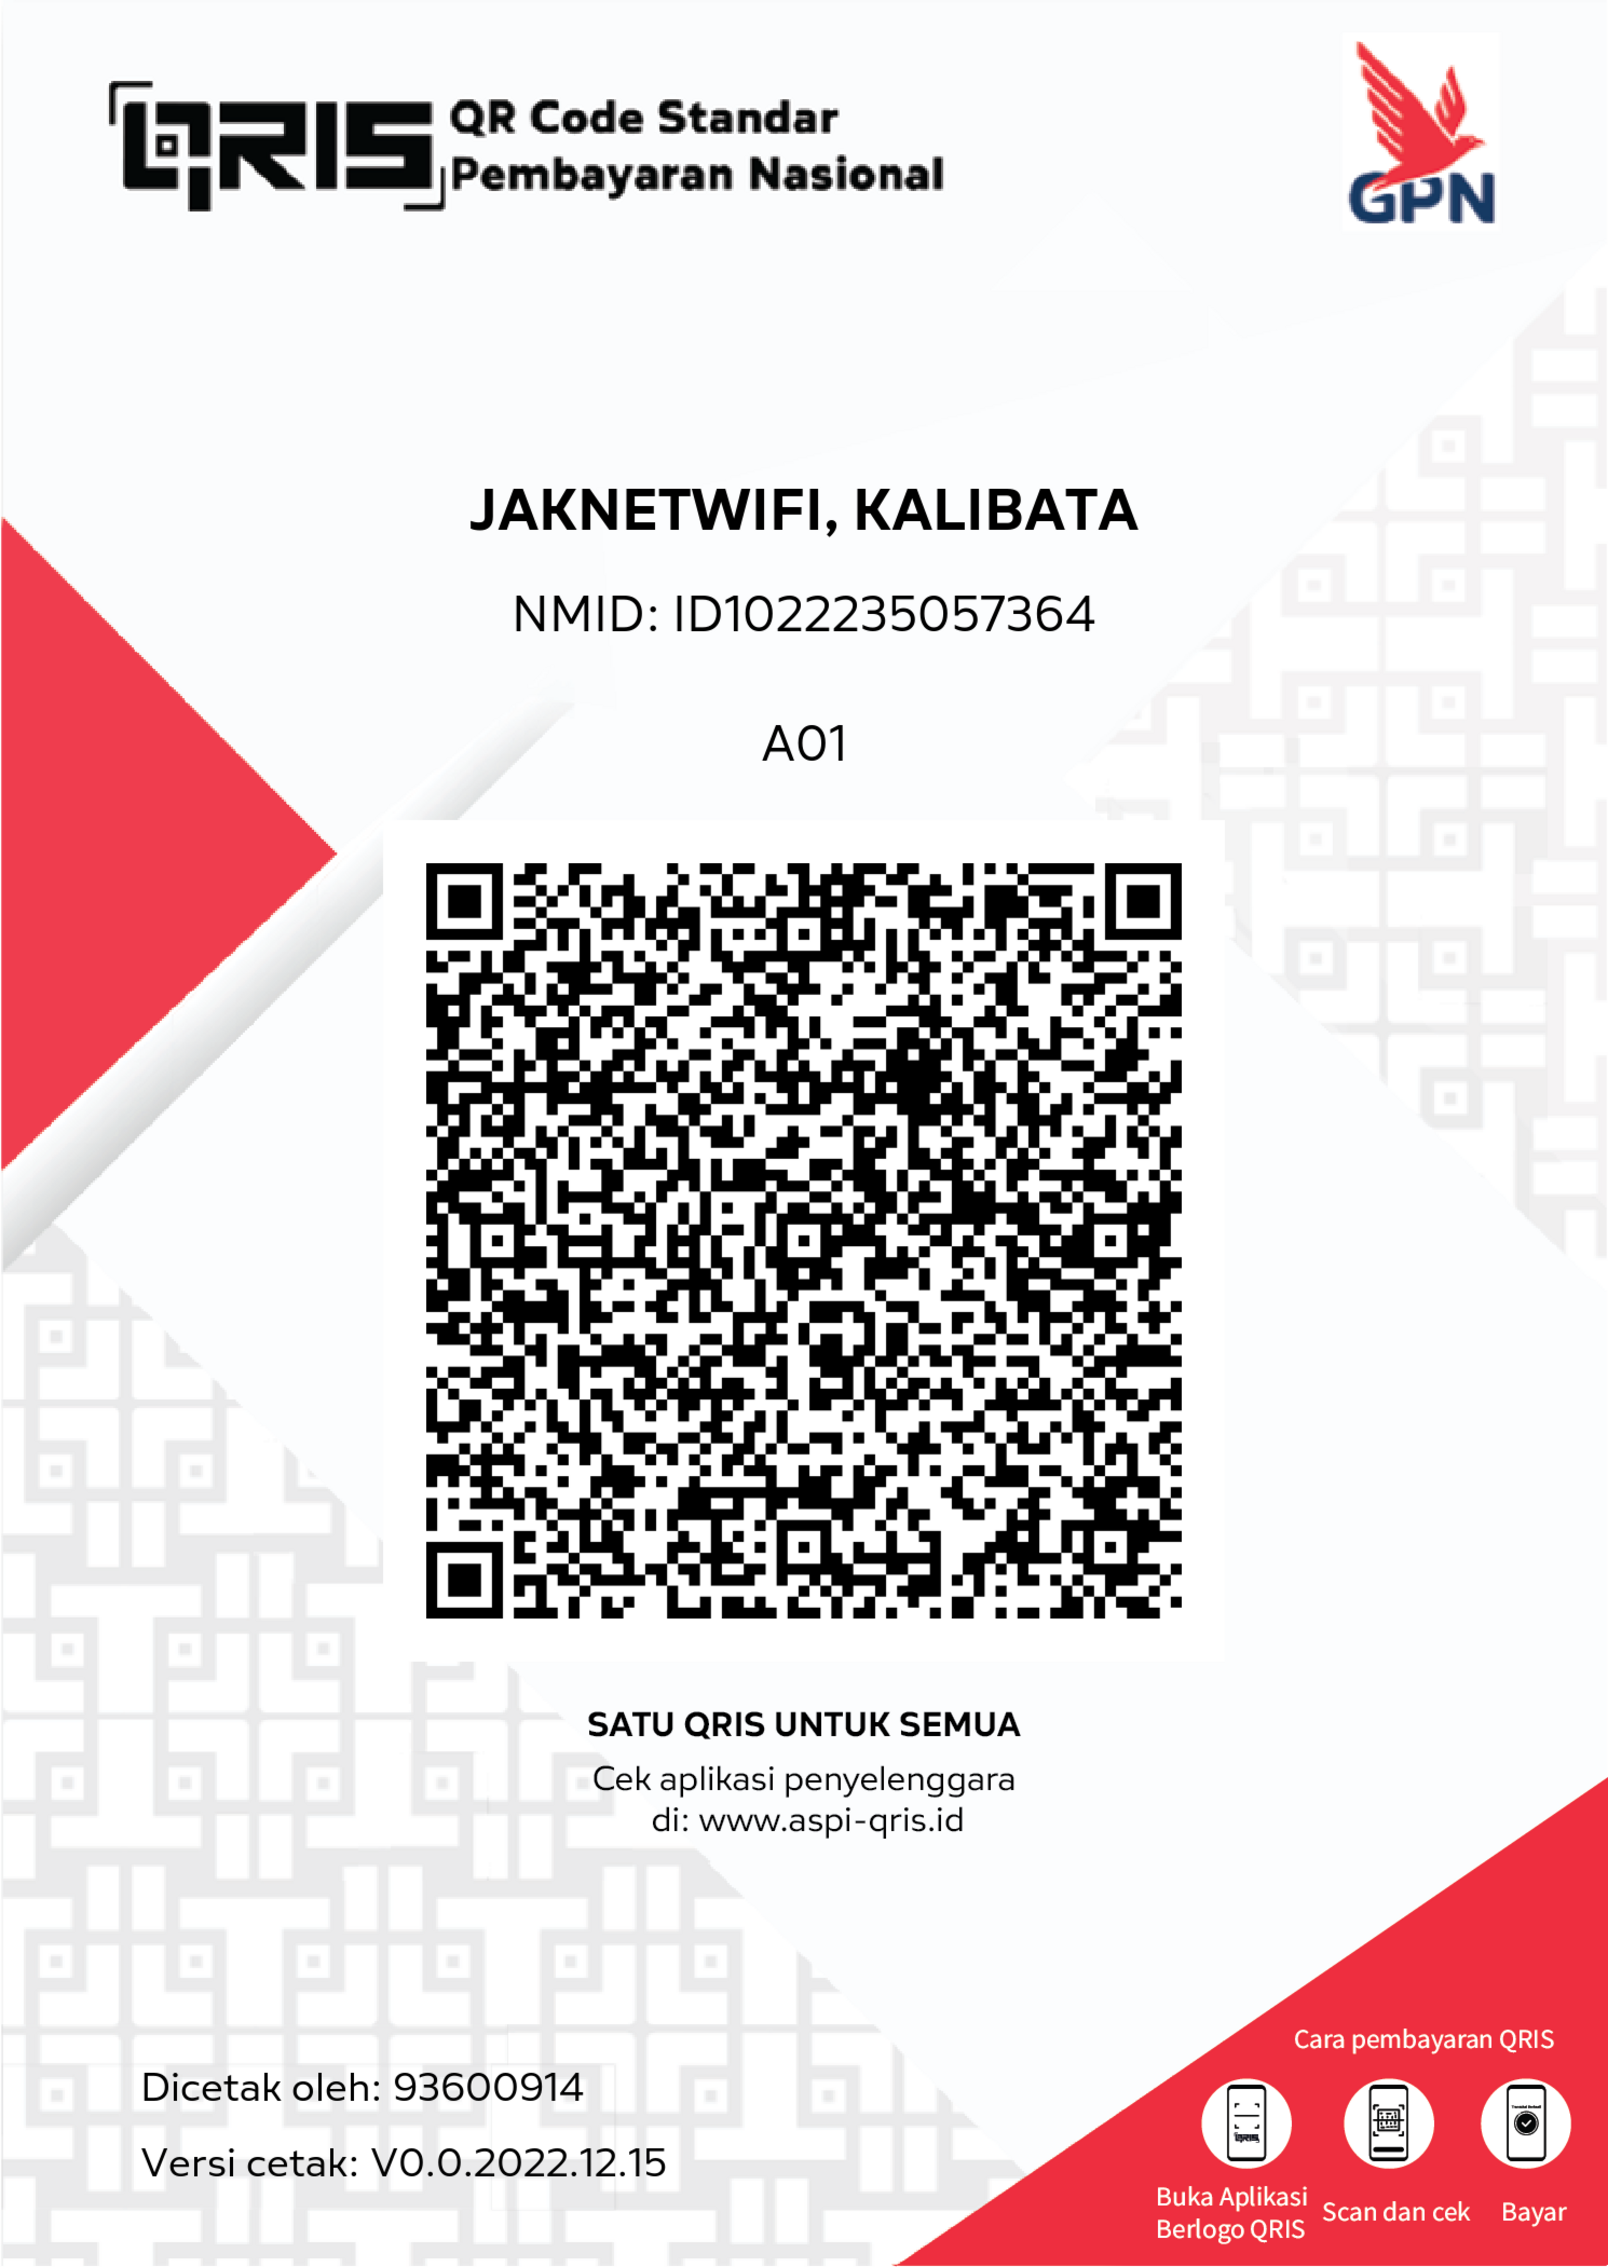 QRIS QR Code Standar
Pembayaran Nasional
GPN
JAKNETWIFI, KALIBATA
NMID: ID1022235057364
A01
SATU QRIS UNTUK SEMUA
Cek aplikasi penyelenggara
di: www.aspi-qris.id
Dicetak oleh: 93600914
Versi cetak: V0.0.2022.12.15
Cara pembayaran QRIS
Buka Aplikasi
Berlogo QRIS
Scan dan cek
Bayar